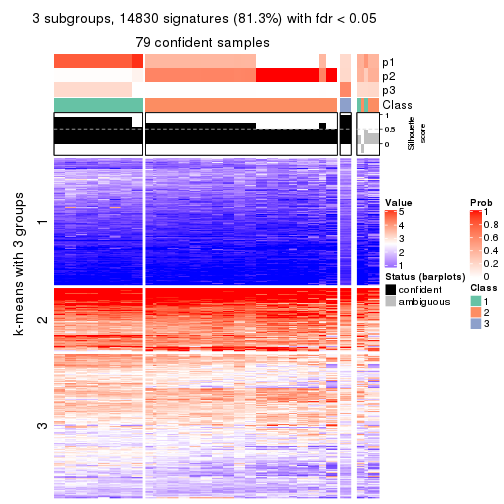 3 subgroups, 14830 signatures (81.3%) with fdr < 0.05
79 confident samples
p1
p2
p3
Class
1
0.5
0
Silhouette
score
k-means with 3 groups
1
2
3
Value
5
4
3
2
1
Status (barplots)
confident
ambiguous
Prob
1
0.8
0.6
0.4
0.2
0
Class
1
2
3